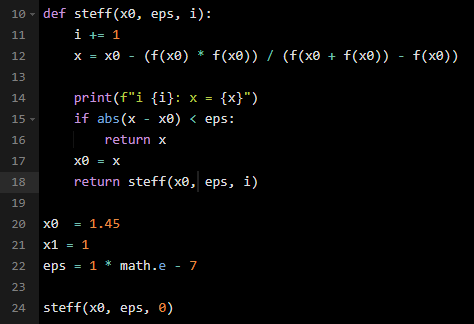 10 def steff(x0, eps, i):
11     i += 1
12     x = x0 - (f(x0) * f(x0)) / (f(x0 + f(x0)) - f(x0))
13
14     print(f"i {i}: x = {x}")
15     if abs(x - x0) < eps:
16         return x
17     x0 = x
18     return steff(x0, eps, i)
19
20 x0  = 1.45
21 x1 = 1
22 eps = 1 * math.e - 7
23
24 steff(x0, eps, 0)